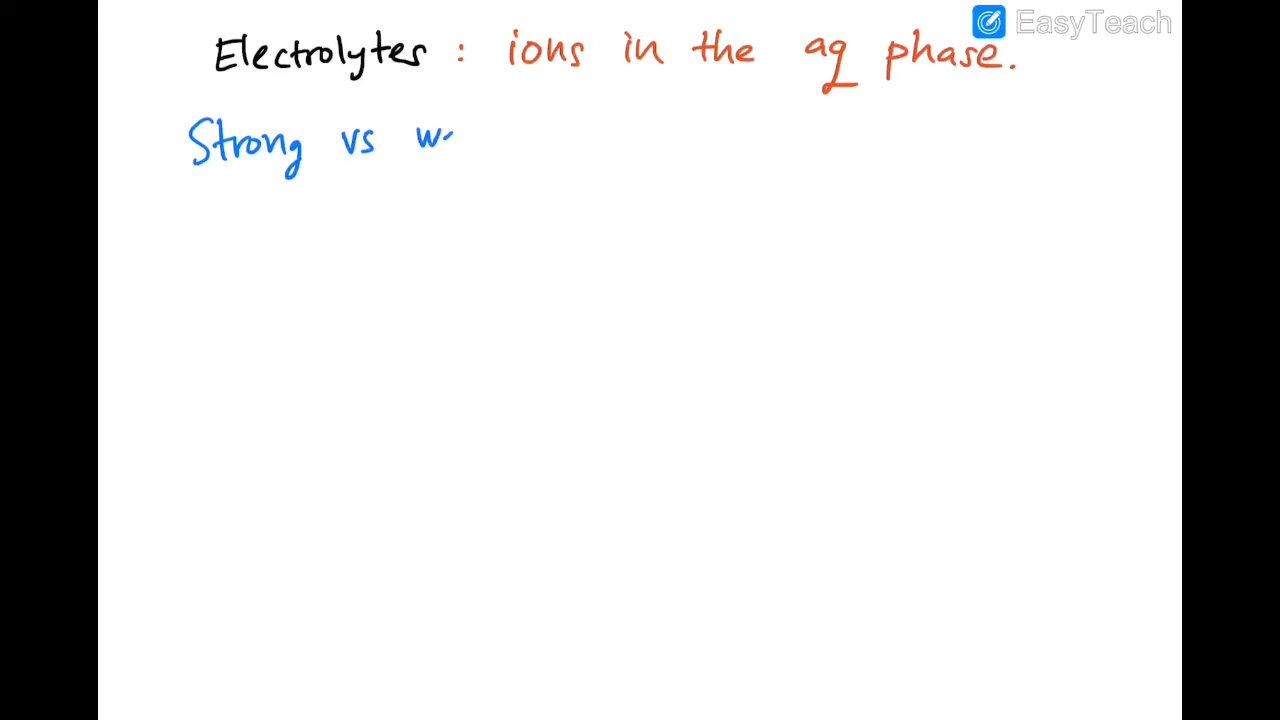 EasyTeach
Electrolytes : ions in the aq phase.
Strong vs w